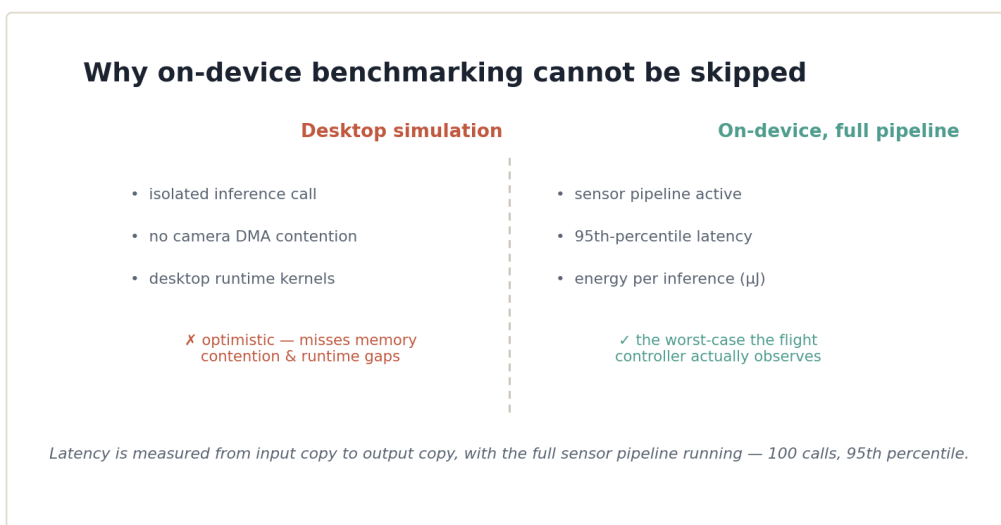 Why on-device benchmarking cannot be skipped
Desktop simulation
• isolated inference call
• no camera DMA contention
• desktop runtime kernels
✗ optimistic — misses memory
contention & runtime gaps
On-device, full pipeline
• sensor pipeline active
• 95th-percentile latency
• energy per inference (μJ)
✓ the worst-case the flight
controller actually observes
Latency is measured from input copy to output copy, with the full sensor pipeline running — 100 calls, 95th percentile.